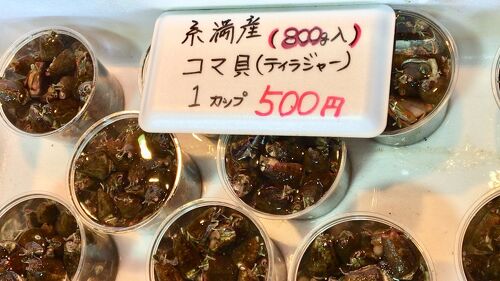 糸満産(800g入)
コマ貝(ティラジャー)
1カップ 500円